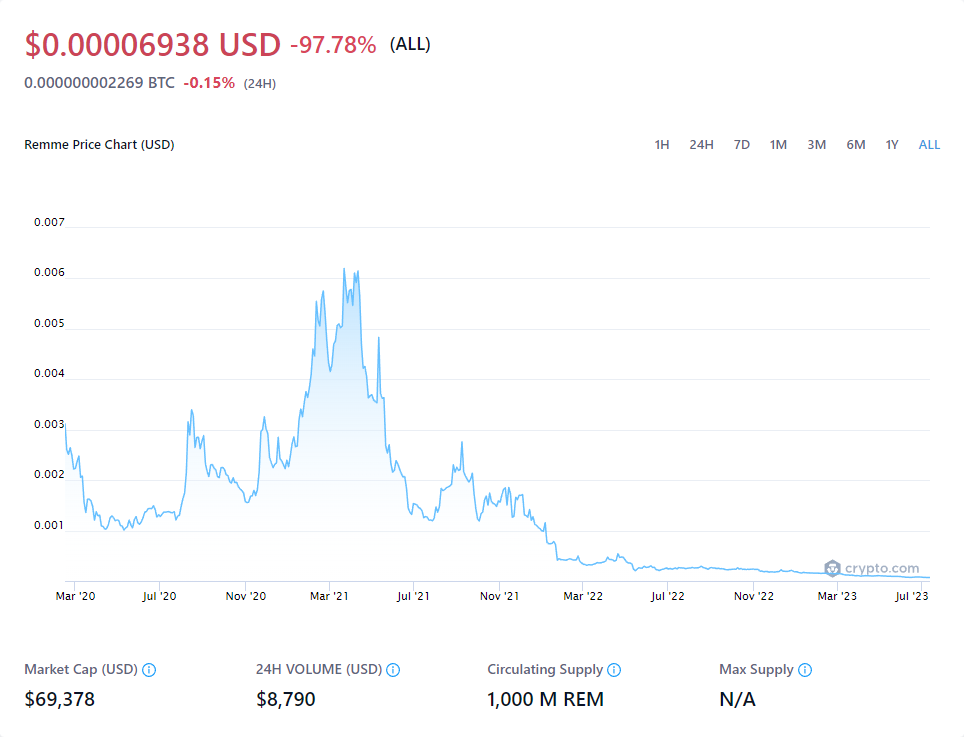 $0.00006938 USD -97.78% (ALL)
0.000000002269 BTC -0.15% (24H)
Remme Price Chart (USD) 1H 24H 7D 1M 3M 6M 1Y ALL
0.007
0.006
0.005
0.004
0.003
0.002
0.001
crypto.com
Mar '20 Jul '20 Nov '20 Mar '21 Jul '21 Nov '21 Mar '22 Jul '22 Nov '22 Mar '23 Jul '23
Market Cap (USD) 24H VOLUME (USD) Circulating Supply Max Supply
$69,378 $8,790 1,000 M REM N/A